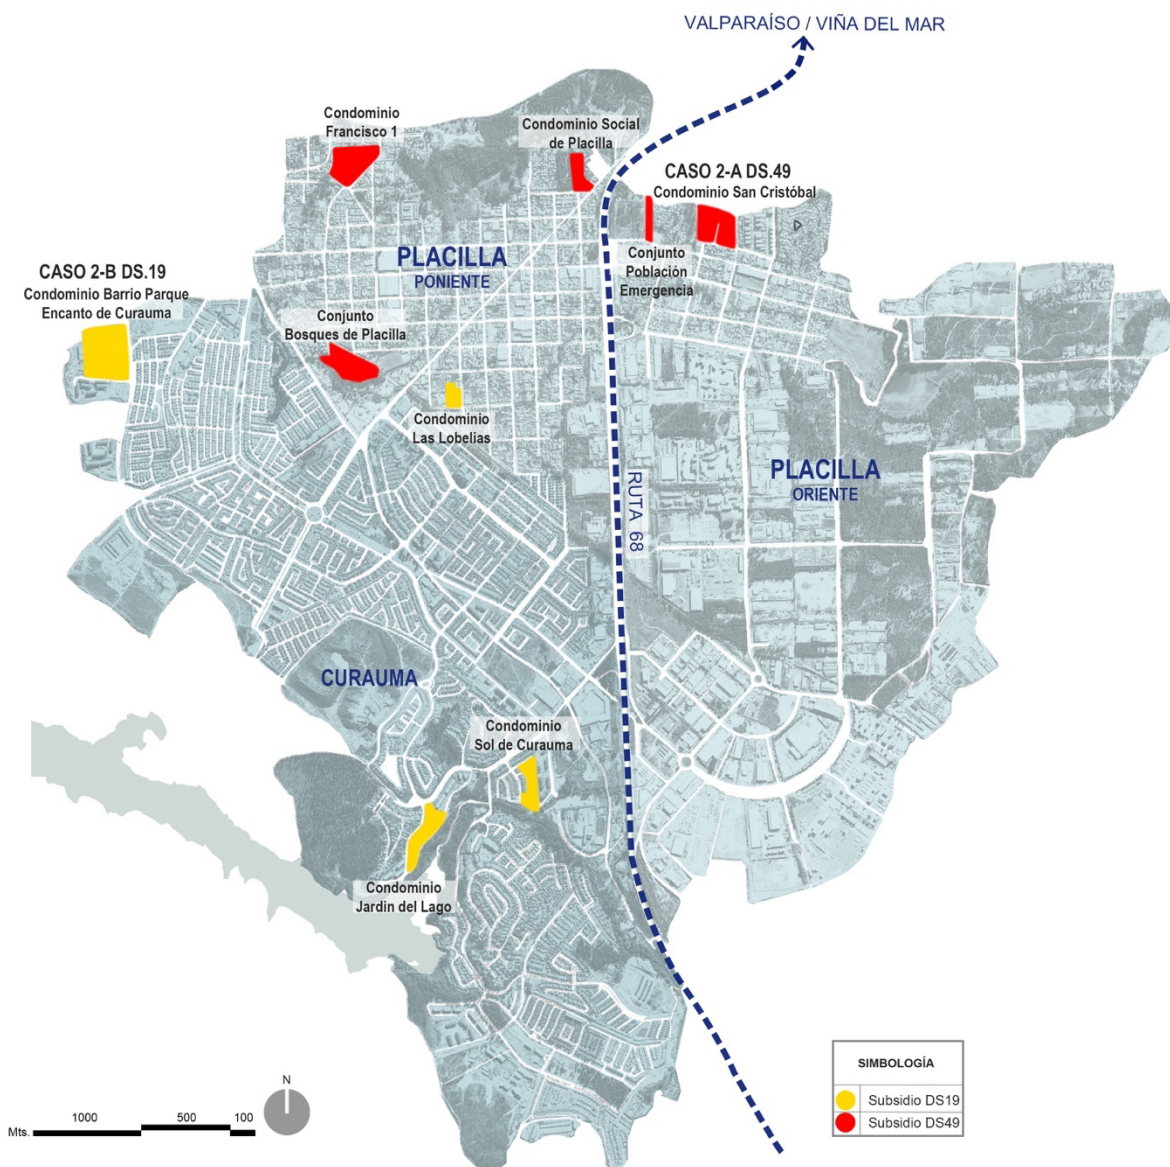 VALPARAÍSO / VIÑA DEL MAR
Condominio
Francisco 1
Condominio Social
de Placilla
CASO 2-A DS.49
Condominio San Cristóbal
PLACILLA
PONIENTE
Conjunto
Población
Emergencia
CASO 2-B DS.19
Condominio Barrio Parque
Encanto de Curauma
Conjunto
Bosques de Placilla
Condominio
Las Lobelias
PLACILLA
ORIENTE
RUTA 68
CURAUMA
Condominio
Sol de Curauma
Condominio
Jardin del Lago
SIMBOLOGÍA
Subsidio DS19
Subsidio DS49
N
1000 500 100
Mts.